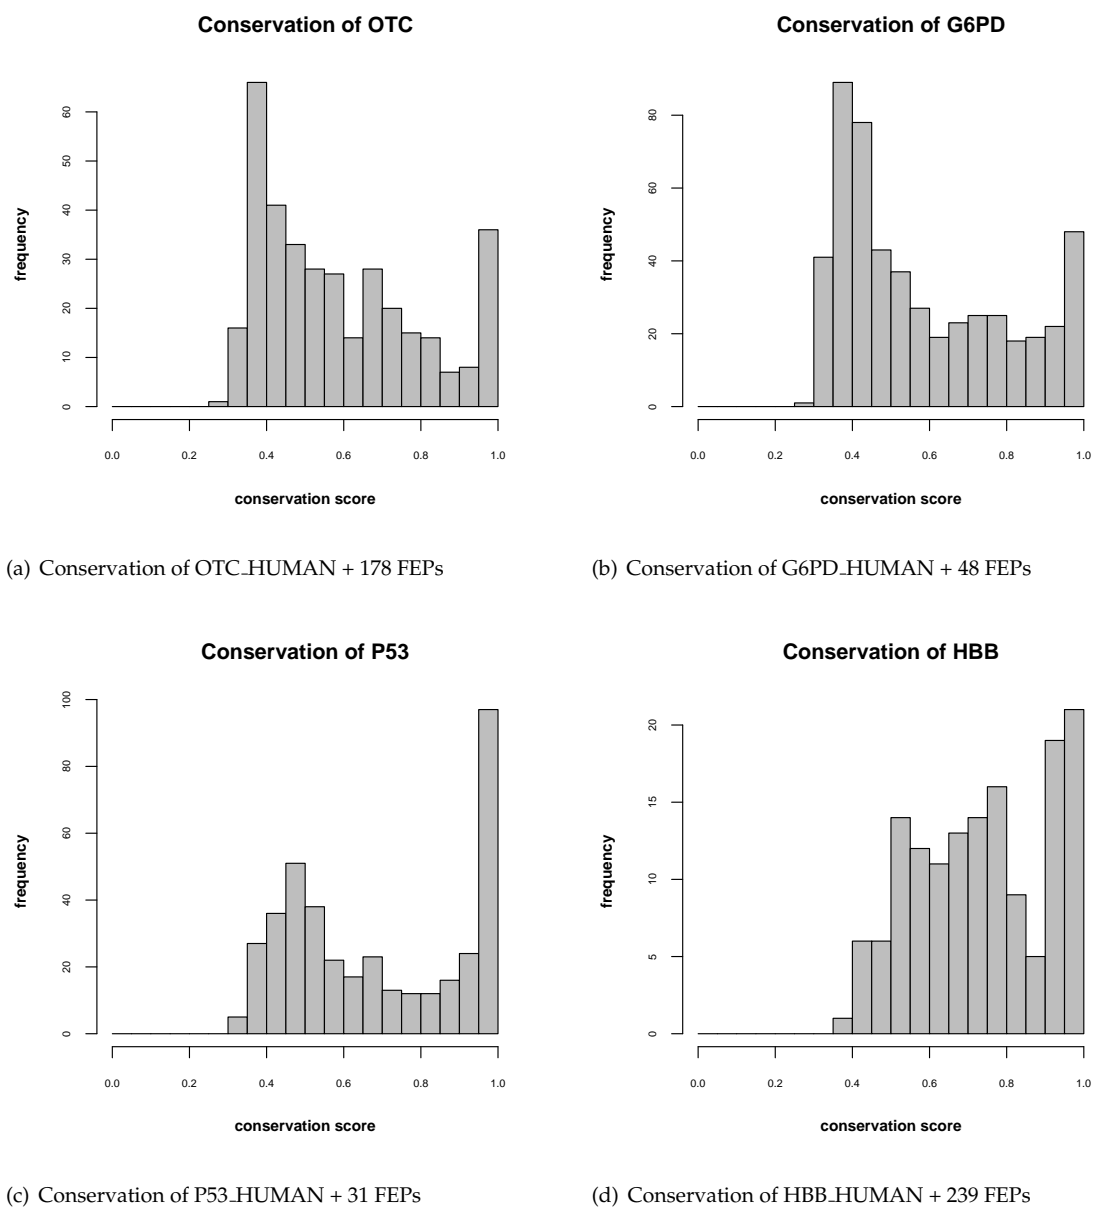 Conservation of OTC
frequency
0 10 20 30 40 50 60
0.0 0.2 0.4 0.6 0.8 1.0
conservation score
(a) Conservation of OTC_HUMAN + 178 FEPs
Conservation of G6PD
frequency
0 20 40 60 80
0.0 0.2 0.4 0.6 0.8 1.0
conservation score
(b) Conservation of G6PD_HUMAN + 48 FEPs
Conservation of P53
frequency
0 20 40 60 80 100
0.0 0.2 0.4 0.6 0.8 1.0
conservation score
(c) Conservation of P53_HUMAN + 31 FEPs
Conservation of HBB
frequency
0 5 10 15 20
0.0 0.2 0.4 0.6 0.8 1.0
conservation score
(d) Conservation of HBB_HUMAN + 239 FEPs